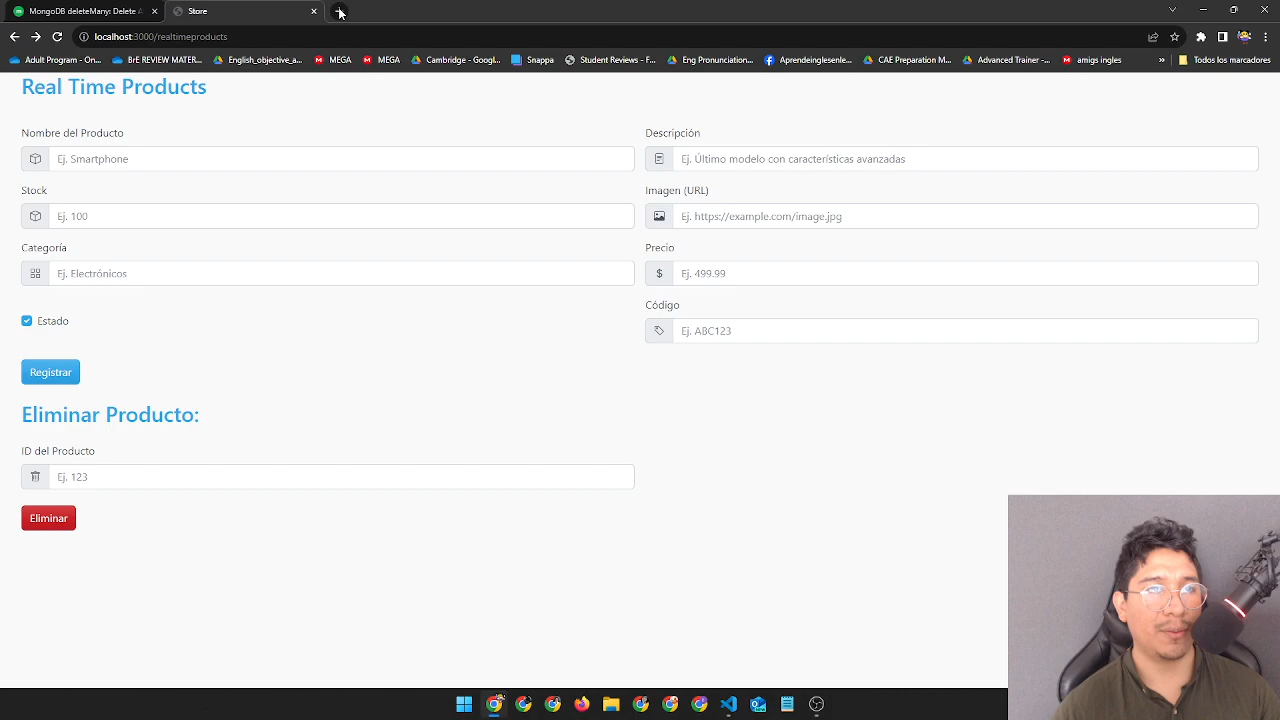 MongoDB deleteMany: Delete A
Store
localhost:3000/realtimeproducts
Adult Program - On...
BrE REVIEW MATER...
English_objective_a...
MEGA
MEGA
Cambridge - Googl...
Snappa
Student Reviews - F...
Eng Pronunciation...
Aprendeinglesenle...
CAE Preparation M...
Advanced Trainer -...
amigs ingles
»
Todos los marcadores
Real Time Products
Nombre del Producto
Ej. Smartphone
Descripción
Ej. Último modelo con características avanzadas
Stock
Ej. 100
Imagen (URL)
Ej. https://example.com/image.jpg
Categoría
Ej. Electrónicos
Precio
$ Ej. 499.99
Estado
Código
Ej. ABC123
Registrar
Eliminar Producto:
ID del Producto
Ej. 123
Eliminar